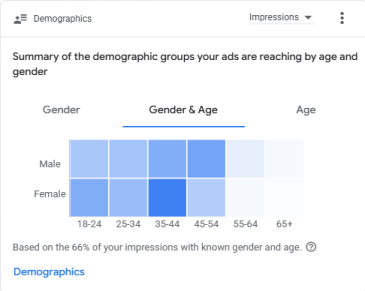 Demographics
Impressions
Summary of the demographic groups your ads are reaching by age and
gender
Gender
Gender & Age
Age
Male
Female
18-24 25-34 35-44 45-54 55-64 65+
Based on the 66% of your impressions with known gender and age.
Demographics